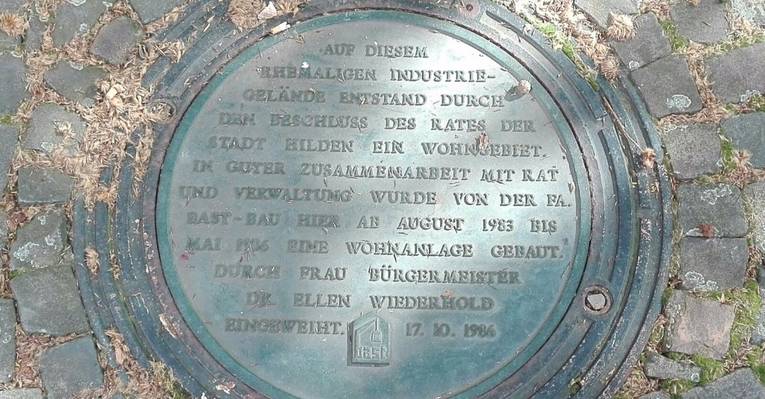 AUF DIESEM
EHEMALIGEN INDUSTRIE-
GELÄNDE ENTSTAND DURCH
DEN BESCHLUSS DES RATES DER
STADT HILDEN EIN WOHNGEBIET.
IN GUTER ZUSAMMENARBEIT MIT RAT
UND VERWALTUNG WURDE VON DER FA.
BAST-BAU HIER AB AUGUST 1983 BIS
MAI 1986 EINE WOHNANLAGE GEBAUT.
DURCH FRAU BÜRGERMEISTER
DR. ELLEN WIEDERHOLD
EINGEWEIHT. 17. 10. 1986